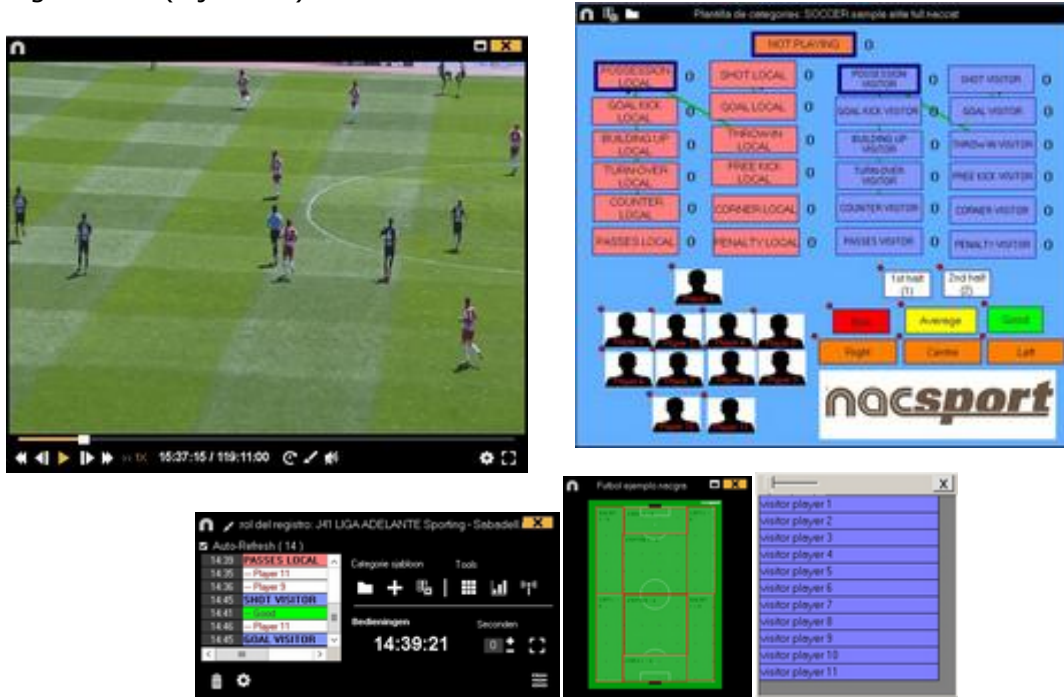 Plantilla de categories: SOCCER sample elite full nacgst
NOT PLAYING 0
POSSESSION LOCAL 0
SHOT LOCAL 0
POSSESSION VISITOR 0
SHOT VISITOR 0
GOAL KICK LOCAL 0
GOAL LOCAL 0
GOAL KICK VISITOR 0
GOAL VISITOR 0
BUILDING UP LOCAL 0
THROW-IN LOCAL 0
BUILDING UP VISITOR 0
THROW-IN VISITOR 0
TURN-OVER LOCAL 0
FREE KICK LOCAL 0
TURN-OVER VISITOR 0
FREE KICK VISITOR 0
COUNTER LOCAL 0
CORNER LOCAL 0
COUNTER VISITOR 0
CORNER VISITOR 0
PASSES LOCAL 0
PENALTY LOCAL 0
PASSES VISITOR 0
PENALTY VISITOR 0
1st half (1)
2nd half (2)
Average
Good
Right
Centre
Left
nacsport
1X 15:37:15 / 119:11:00
rol del registro: J41 LIGA ADELANTE Sporting - Sabadell
Auto-Refresh ( 14 )
14:39 PASSES LOCAL
14:35 -- Player 11
14:36 -- Player 9
14:45 SHOT VISITOR
14:41 -- Good
14:46 -- Player 11
14:45 GOAL VISITOR
Categorie sjabloon
Tools
Bedieningen
Seconden
14:39:21
0
Futbol ejemplo nacgra
X
visitor player 1
visitor player 2
visitor player 3
visitor player 4
visitor player 5
visitor player 6
visitor player 7
visitor player 8
visitor player 9
visitor player 10
visitor player 11